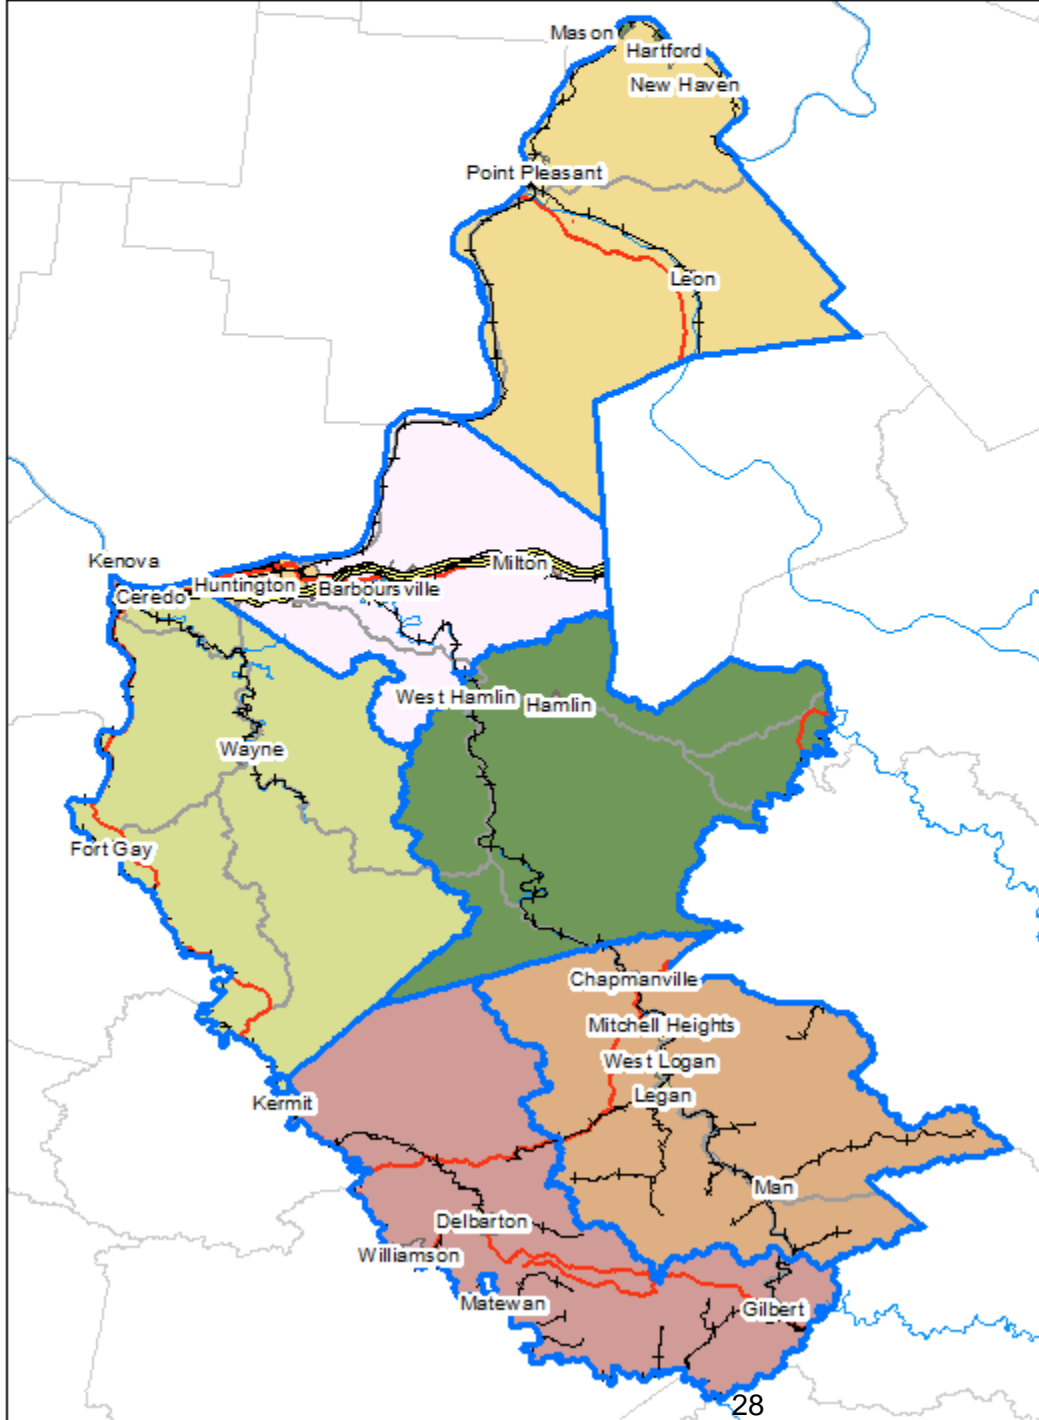 Mason
Hartford
New Haven
Point Pleasant
Leon
Kenova
Milton
Huntington
Barboursville
Ceredo
West Hamlin
Hamlin
Wayne
Fort Gay
Chapmanville
Mitchell Heights
West Logan
Legan
Kermit
Man
Delbarton
Williamson
Matewan
Gilbert
28